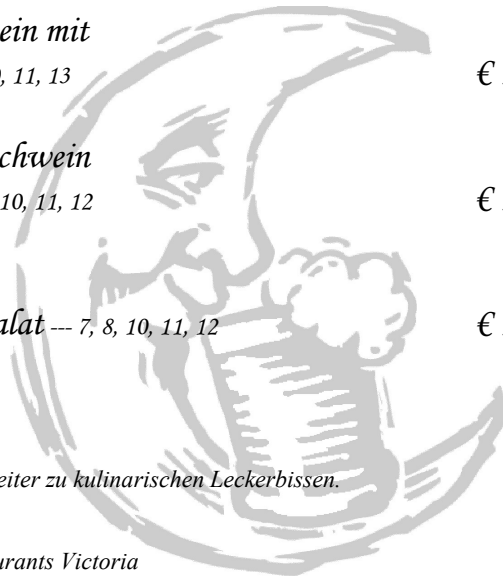 ein mit
, 11, 13 €
chwein
10, 11, 12 €
alat --- 7, 8, 10, 11, 12 €
eiter zu kulinarischen Leckerbissen.
urants Victoria